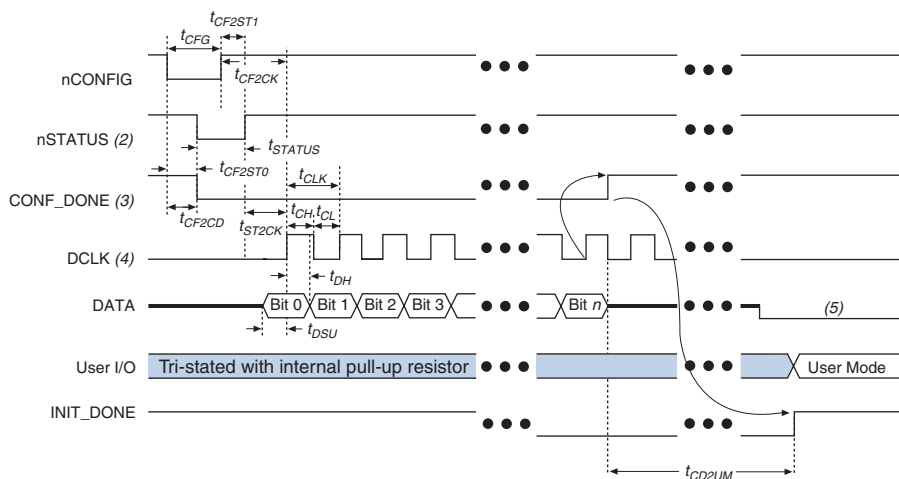 tCF2ST1
tCFG
nCONFIG
tCF2CK
nSTATUS (2)
tSTATUS
tCF2ST0
tCLK
CONF_DONE (3)
tCF2CD
tST2CK
tCH
tCL
DCLK (4)
tDH
DATA
Bit 0
Bit 1
Bit 2
Bit 3
Bit n
(5)
tDSU
User I/O
Tri-stated with internal pull-up resistor
User Mode
INIT_DONE
tCD2UM